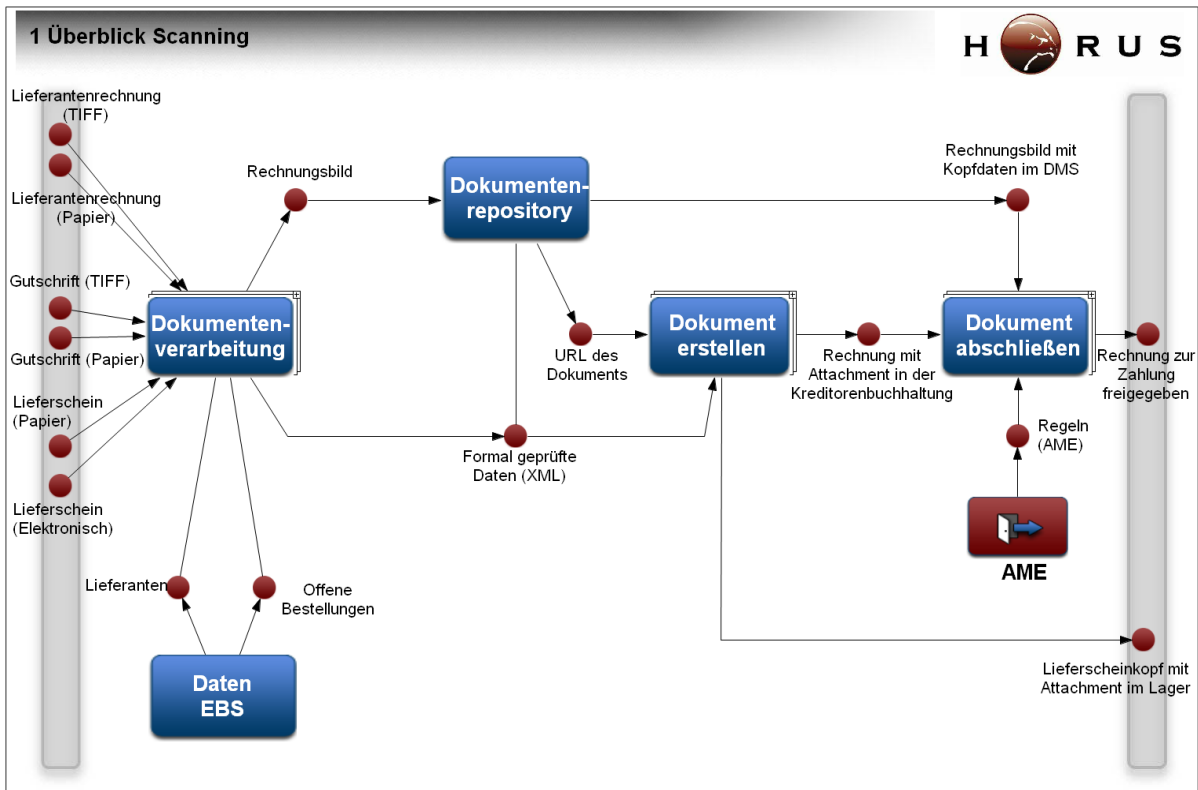 1 Überblick Scanning
H RUS
Lieferantenrechnung
(TIFF)
Lieferantenrechnung
(Papier)
Gutschrift (TIFF)
Gutschrift (Papier)
Lieferschein
(Papier)
Lieferschein
(Elektronisch)
Rechnungsbild
Dokumenten-
verarbeitung
Dokumenten-
repository
Rechnungsbild mit
Kopfdaten im DMS
URL des
Dokuments
Dokument
erstellen
Rechnung mit
Attachment in der
Kreditorenbuchhaltung
Dokument
abschließen
Rechnung zur
Zahlung
freigegeben
Formal geprüfte
Daten (XML)
Regeln
(AME)
AME
Lieferanten
Offene
Bestellungen
Daten
EBS
Lieferscheinkopf mit
Attachment im Lager